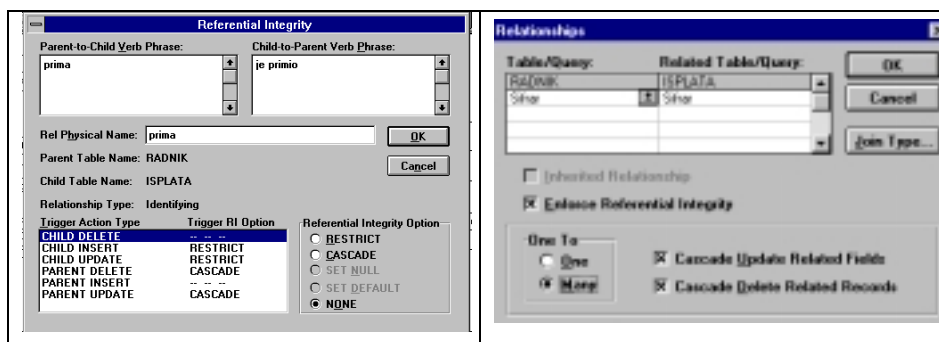 Referential Integrity
Parent-to-Child Verb Phrase: Child-to-Parent Verb Phrase:
prima je primio
Rel Physical Name: prima OK
Parent Table Name: RADNIK Cancel
Child Table Name: ISPLATA
Relationship Type: Identifying
Trigger Action Type Trigger RI Option Referential Integrity Option
CHILD DELETE -- -- -- RESTRICT
CHILD INSERT RESTRICT CASCADE
CHILD UPDATE RESTRICT SET NULL
PARENT DELETE CASCADE SET DEFAULT
PARENT INSERT -- -- -- NONE
PARENT UPDATE CASCADE
Relationships
Table/Query: Related Table/Query: OK
RADNIK ISPLATA
Sifrar Sifrar Cancel
Join Type...
Inherited Relationship
Enforce Referential Integrity
One To
One Cascade Update Related Fields
Many Cascade Delete Related Records